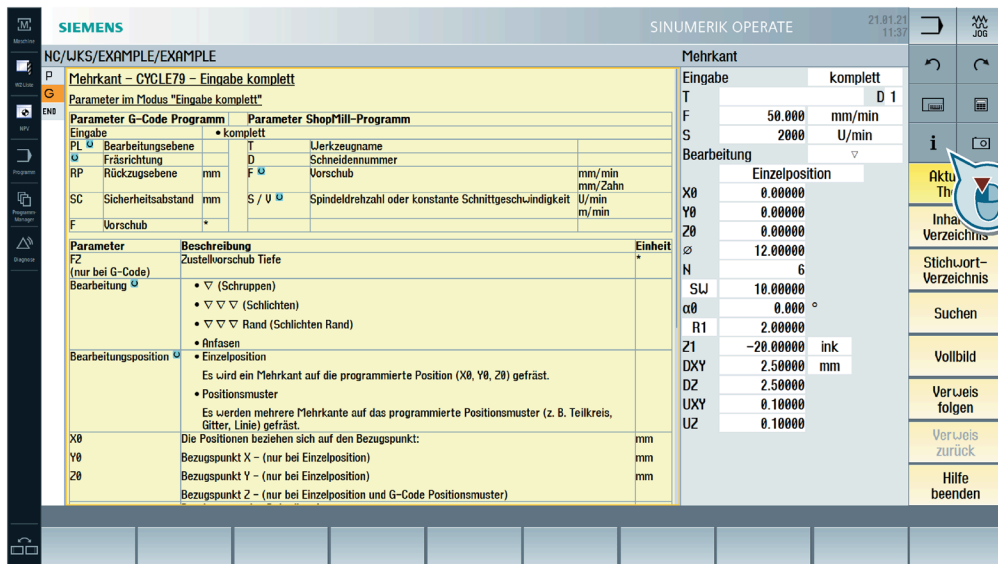 SIEMENS
SINUMERIK OPERATE
21.01.21
11:37
JOG
Maschine
WZ Liste
NPV
Programm
Programm-
Manager
Diagnose
NC/WKS/EXAMPLE/EXAMPLE
P
G
END
Mehrkant – CYCLE79 – Eingabe komplett
Parameter im Modus "Eingabe komplett"
Parameter G-Code Programm Parameter ShopMill-Programm
Eingabe • komplett
PL Bearbeitungsebene T Werkzeugname
Fräsrichtung D Schneidennummer
RP Rückzugsebene mm F Vorschub mm/min
mm/Zahn
SC Sicherheitsabstand mm S / V Spindeldrehzahl oder konstante Schnittgeschwindigkeit U/min
m/min
F Vorschub *
Parameter Beschreibung Einheit
FZ Zustellvorschub Tiefe *
(nur bei G-Code)
Bearbeitung • ▽ (Schruppen)
• ▽ ▽ ▽ (Schlichten)
• ▽ ▽ ▽ Rand (Schlichten Rand)
• Anfasen
Bearbeitungsposition • Einzelposition
Es wird ein Mehrkant auf die programmierte Position (X0, Y0, Z0) gefräst.
• Positionsmuster
Es werden mehrere Mehrkante auf das programmierte Positionsmuster (z. B. Teilkreis,
Gitter, Linie) gefräst.
X0 Die Positionen beziehen sich auf den Bezugspunkt: mm
Y0 Bezugspunkt X – (nur bei Einzelposition) mm
Z0 Bezugspunkt Y – (nur bei Einzelposition) mm
Bezugspunkt Z – (nur bei Einzelposition und G-Code Positionsmuster)
Mehrkant
Eingabe komplett
T D 1
F 50.000 mm/min
S 2000 U/min
Bearbeitung ▽
Einzelposition
X0 0.00000
Y0 0.00000
Z0 0.00000
⌀ 12.00000
N 6
SW 10.00000
α0 0.000 °
R1 2.00000
Z1 -20.00000 ink
DXY 2.50000 mm
DZ 2.50000
UXY 0.10000
UZ 0.10000
i
Stichwort-
Verzeichnis
Suchen
Vollbild
Verweis
folgen
Verweis
zurück
Hilfe
beenden